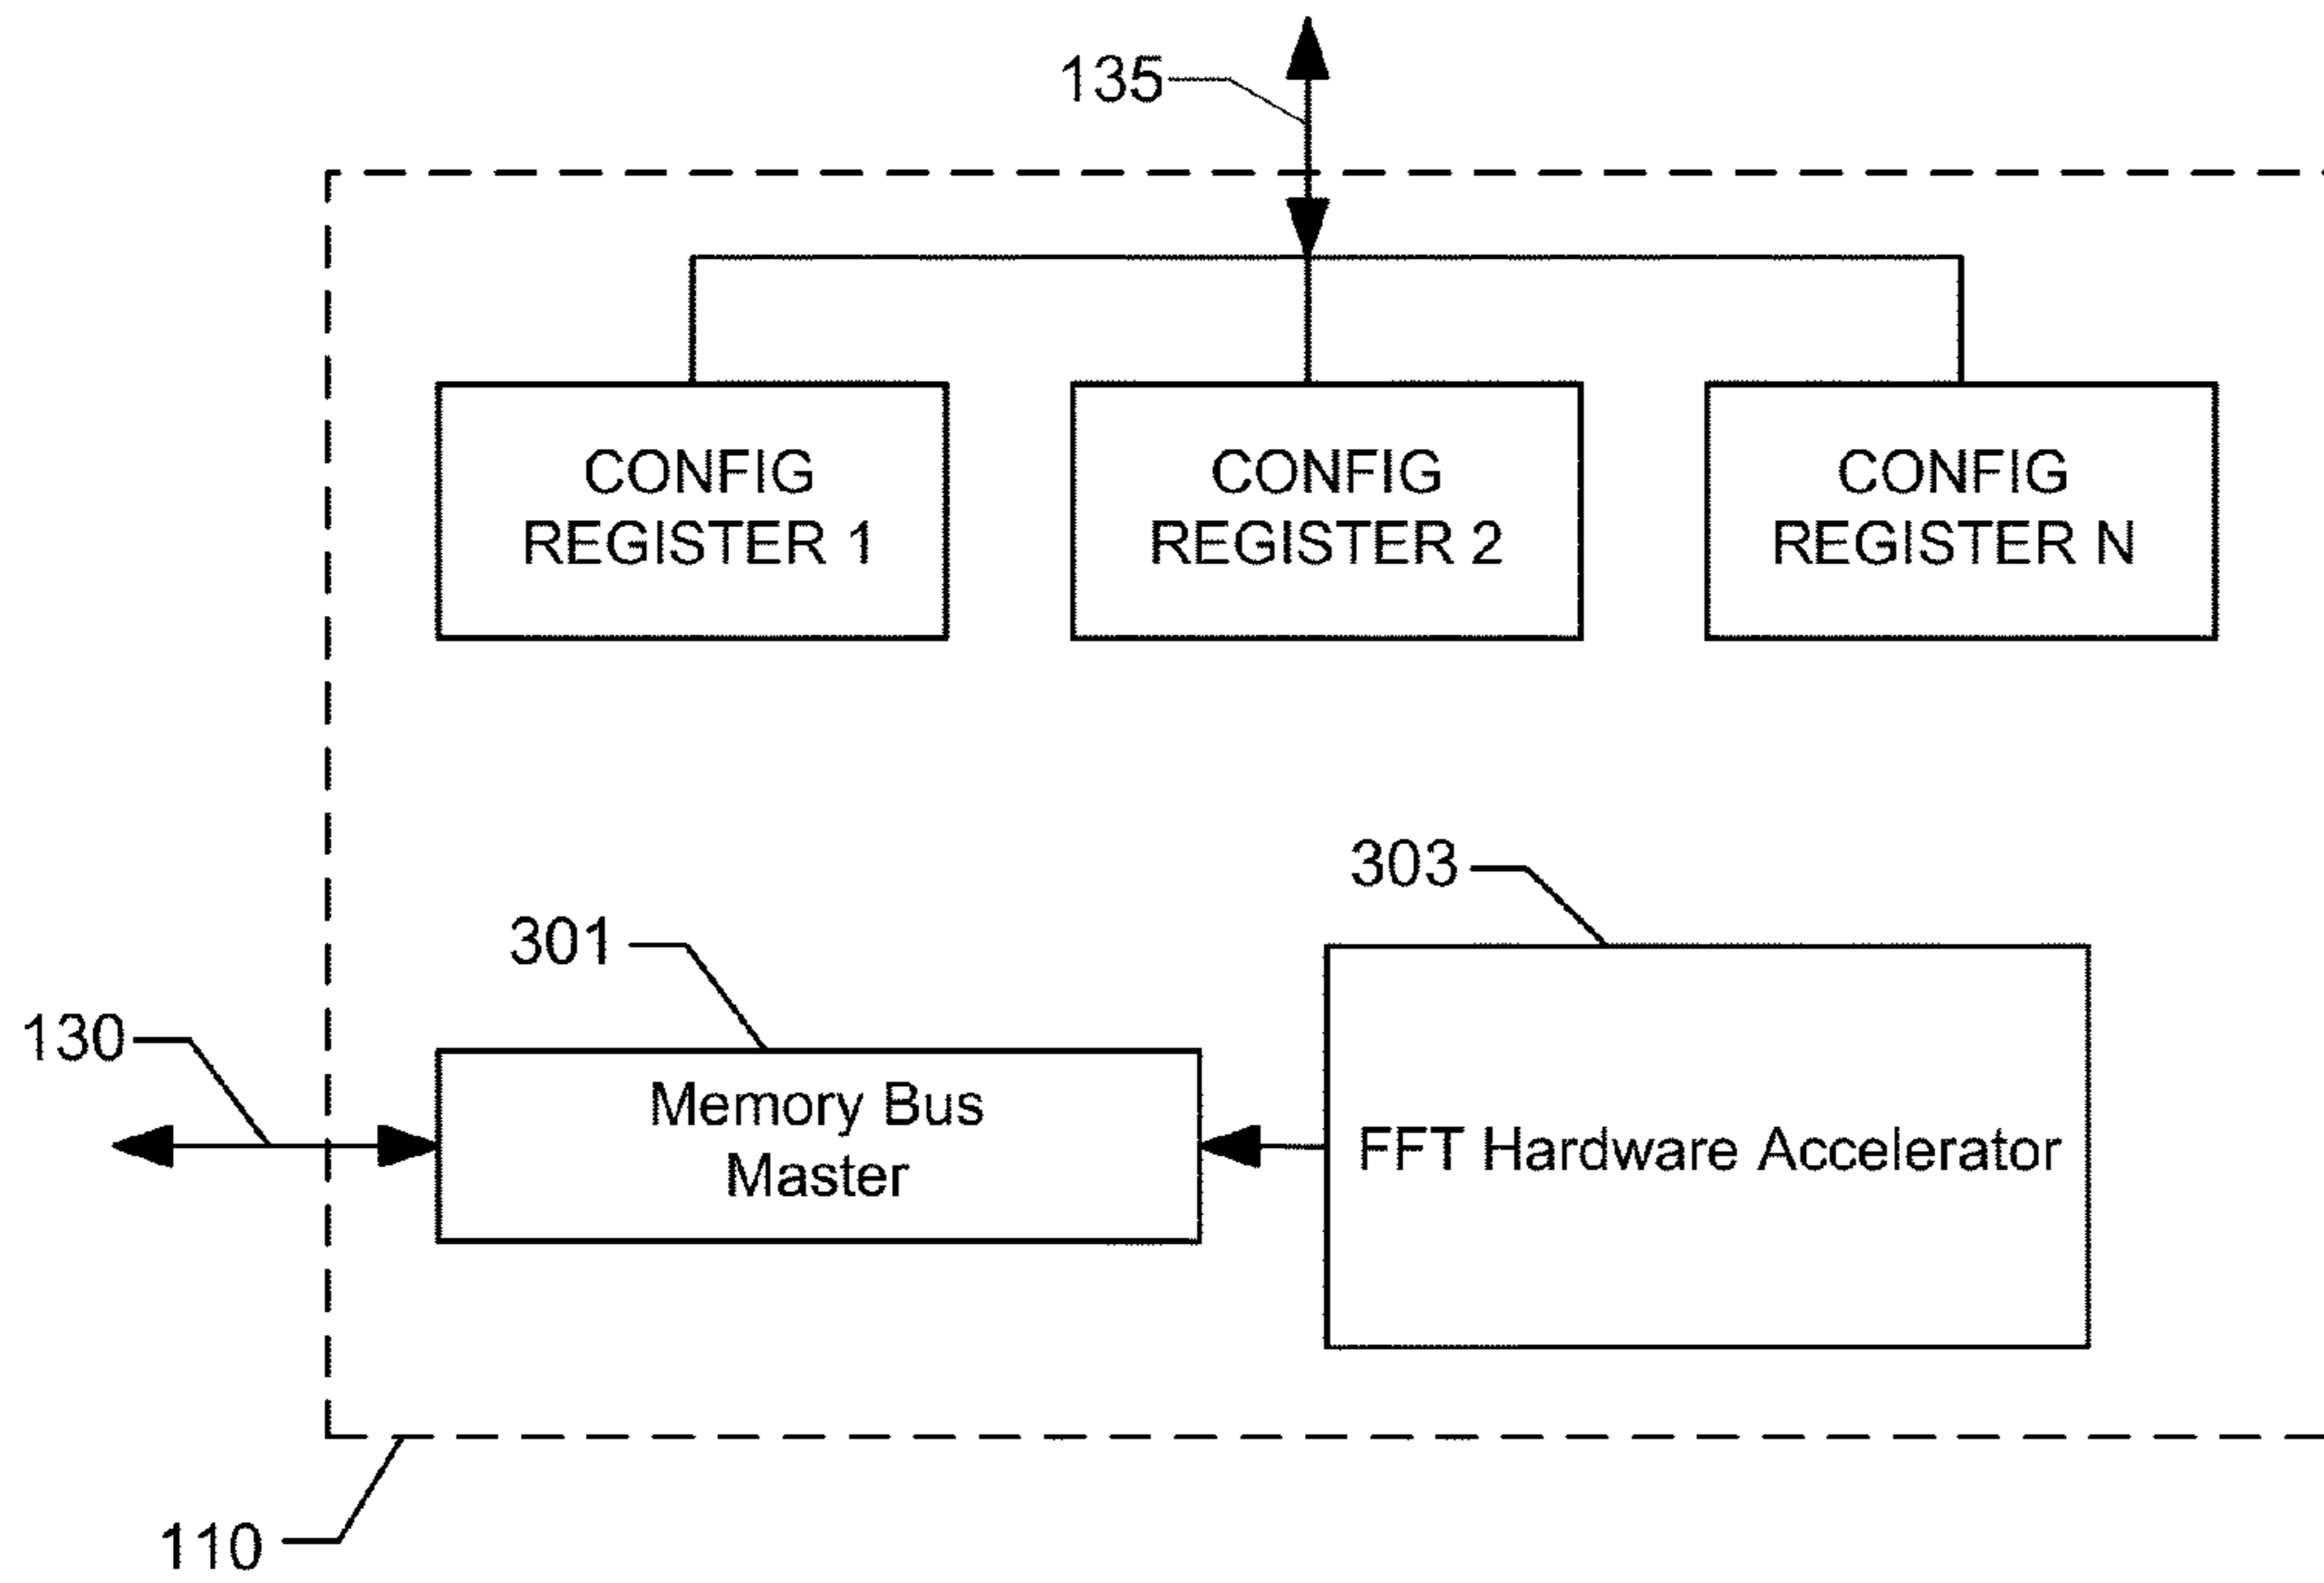 135
CONFIG
REGISTER 1
CONFIG
REGISTER 2
CONFIG
REGISTER N
303
301
130
Memory Bus
Master
FFT Hardware Accelerator
110